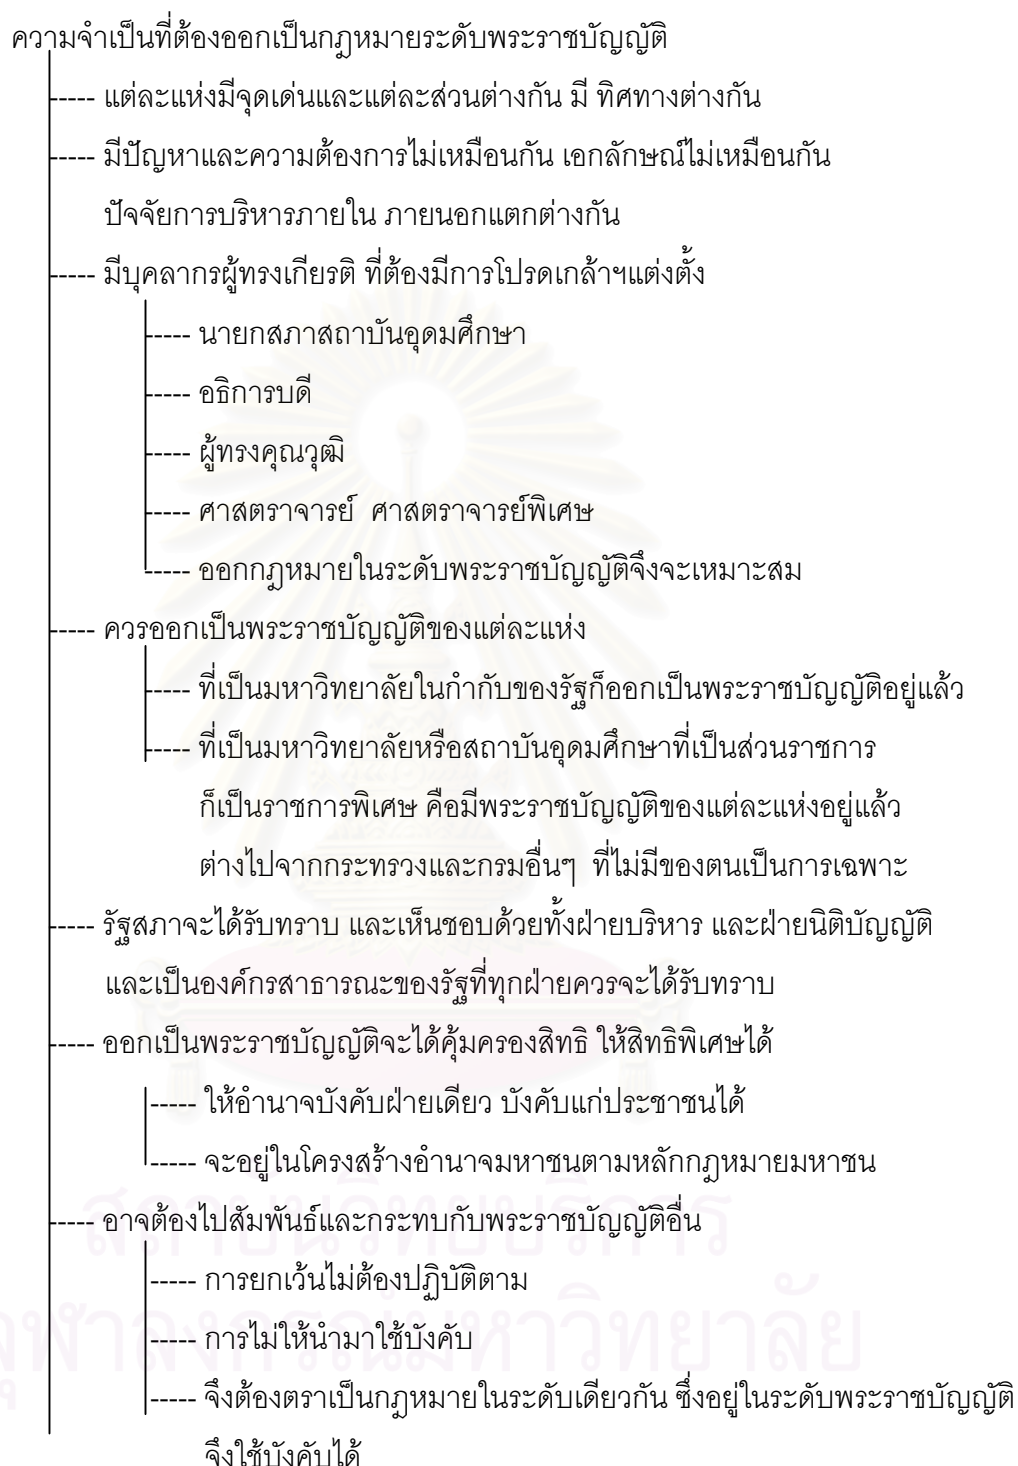 ความจำเป็นที่ต้องออกเป็นกฎหมายระดับพระราชบัญญัติ
----- แต่ละแห่งมีจุดเด่นและแต่ละส่วนต่างกัน มี ทิศทางต่างกัน
----- มีปัญหาและความต้องการไม่เหมือนกัน เอกลักษณ์ไม่เหมือนกัน
ปัจจัยการบริหารภายใน ภายนอกแตกต่างกัน
----- มีบุคลากรผู้ทรงเกียรติ ที่ต้องมีการโปรดเกล้าฯแต่งตั้ง
----- นายกสภาสถาบันอุดมศึกษา
----- อธิการบดี
----- ผู้ทรงคุณวุฒิ
----- ศาสตราจารย์ ศาสตราจารย์พิเศษ
----- ออกกฎหมายในระดับพระราชบัญญัติจึงจะเหมาะสม
----- ควรออกเป็นพระราชบัญญัติของแต่ละแห่ง
----- ที่เป็นมหาวิทยาลัยในกำกับของรัฐก็ออกเป็นพระราชบัญญัติอยู่แล้ว
----- ที่เป็นมหาวิทยาลัยหรือสถาบันอุดมศึกษาที่เป็นส่วนราชการ
ก็เป็นราชการพิเศษ คือมีพระราชบัญญัติของแต่ละแห่งอยู่แล้ว
ต่างไปจากกระทรวงและกรมอื่นๆ ที่ไม่มีของตนเป็นการเฉพาะ
----- รัฐสภาจะได้รับทราบ และเห็นชอบด้วยทั้งฝ่ายบริหาร และฝ่ายนิติบัญญัติ
และเป็นองค์กรสาธารณะของรัฐที่ทุกฝ่ายควรจะได้รับทราบ
----- ออกเป็นพระราชบัญญัติจะได้คุ้มครองสิทธิ ให้สิทธิพิเศษได้
----- ให้อำนาจบังคับฝ่ายเดียว บังคับแก่ประชาชนได้
----- จะอยู่ในโครงสร้างอำนาจมหาชนตามหลักกฎหมายมหาชน
สถาบันวิทยบริการ
----- อาจต้องไปสัมพันธ์และกระทบกับพระราชบัญญัติอื่น
----- การยกเว้นไม่ต้องปฏิบัติตาม
จุฬาลงกรณ์มหาวิทยาลัย
----- การไม่ให้นำมาใช้บังคับ
----- จึงต้องตราเป็นกฎหมายในระดับเดียวกัน ซึ่งอยู่ในระดับพระราชบัญญัติ
จึงใช้บังคับได้